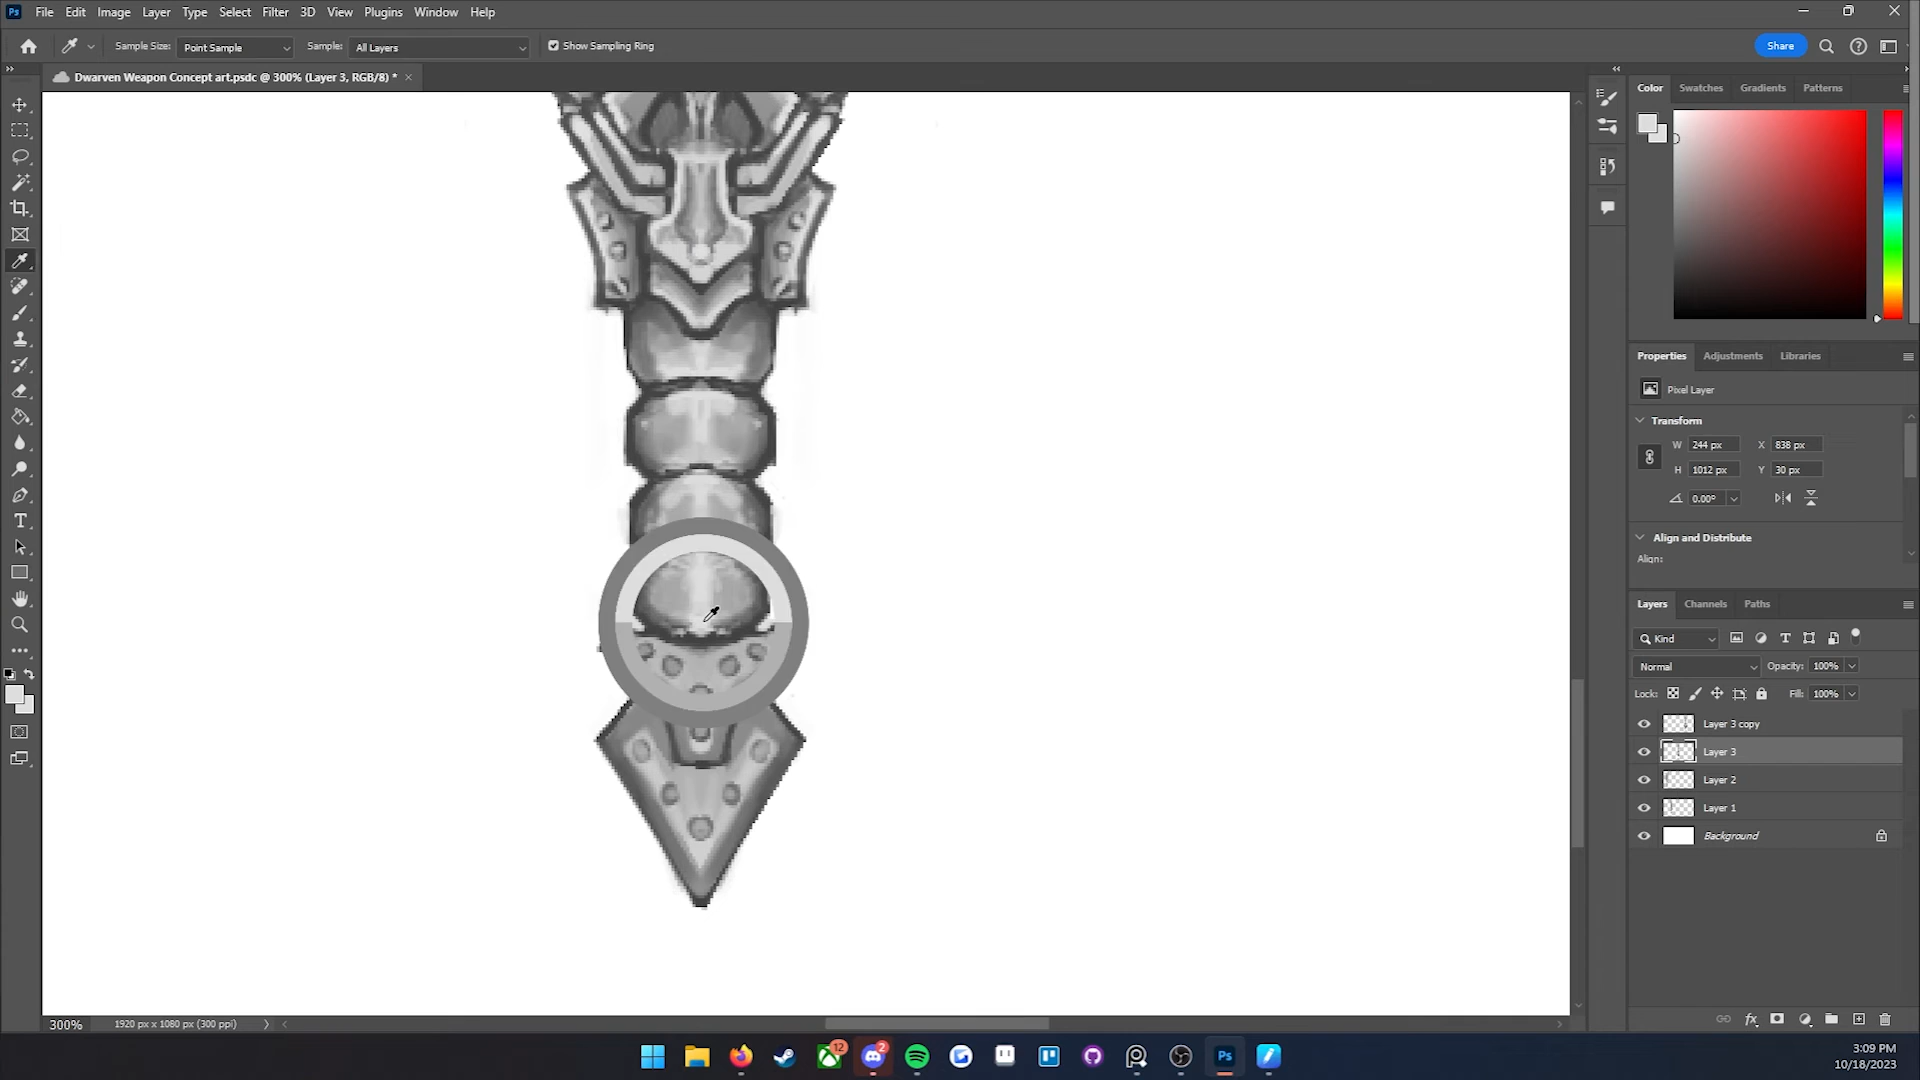 Ps File Edit Image Layer Type Select Filter 3D View Plugins Window Help
Sample Size: Point Sample Sample: All Layers Show Sampling Ring Share
Dwarven Weapon Concept art.psdc @ 300% (Layer 3, RGB/8) *
Color Swatches Gradients Patterns
Properties Adjustments Libraries
Pixel Layer
Transform
W 244 px X 838 px
H 1012 px Y 30 px
0.00°
Align and Distribute
Align:
Layers Channels Paths
Kind
Normal Opacity: 100%
Lock: Fill: 100%
Layer 3 copy
Layer 3
Layer 2
Layer 1
Background
300% 1920 px x 1080 px (300 ppi)
12 2 Ps
3:09 PM
10/18/2023